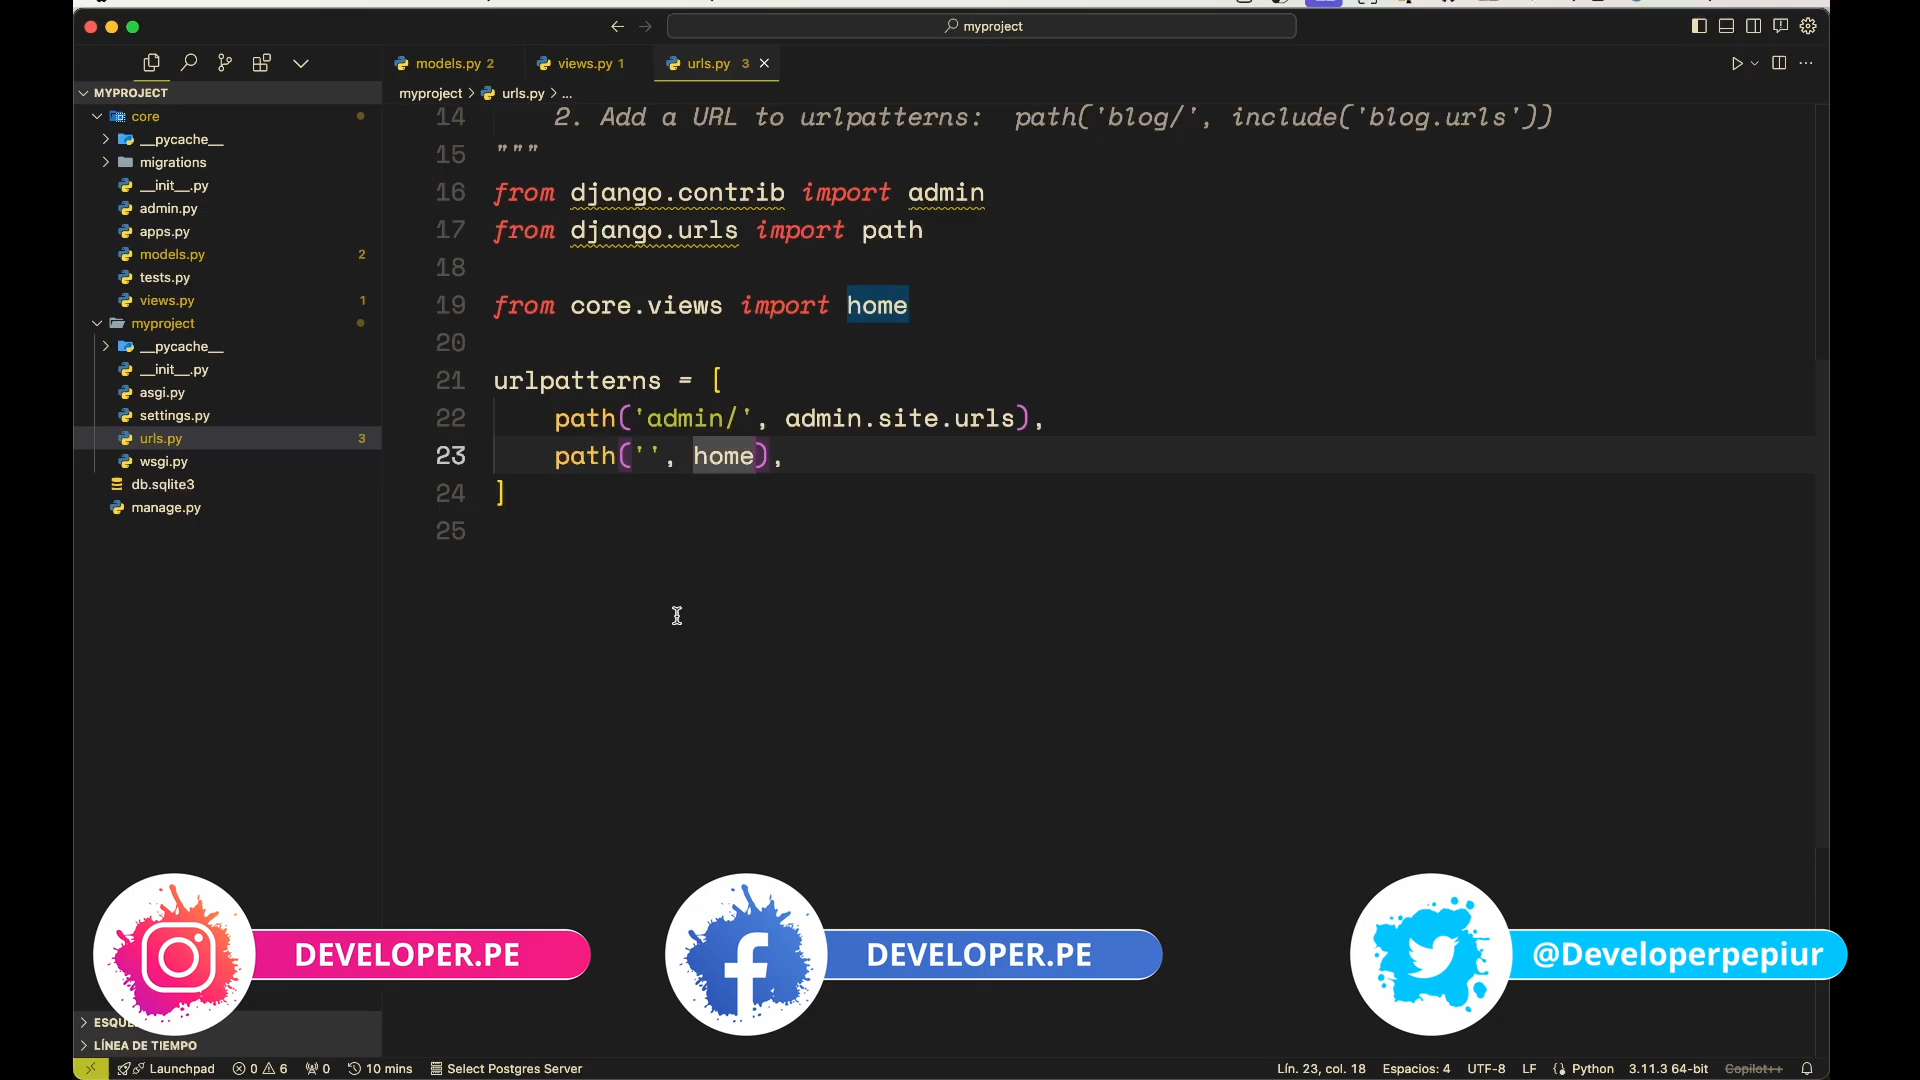 myproject
models.py 2
views.py 1
urls.py 3
myproject > urls.py > ...
MYPROJECT
core
__pycache__
migrations
__init__.py
admin.py
apps.py
models.py 2
tests.py
views.py 1
myproject
__pycache__
__init__.py
asgi.py
settings.py
urls.py 3
wsgi.py
db.sqlite3
manage.py
14 2. Add a URL to urlpatterns:  path('blog/', include('blog.urls'))
15 """
16 from django.contrib import admin
17 from django.urls import path
18
19 from core.views import home
20
21 urlpatterns = [
22 path('admin/', admin.site.urls),
23 path('', home),
24 ]
25
DEVELOPER.PE
DEVELOPER.PE
@Developerpepiur
LÍNEA DE TIEMPO
Launchpad 0 6 0 10 mins Select Postgres Server
Lín. 23, col. 18 Espacios: 4 UTF-8 LF Python 3.11.3 64-bit Copilot++